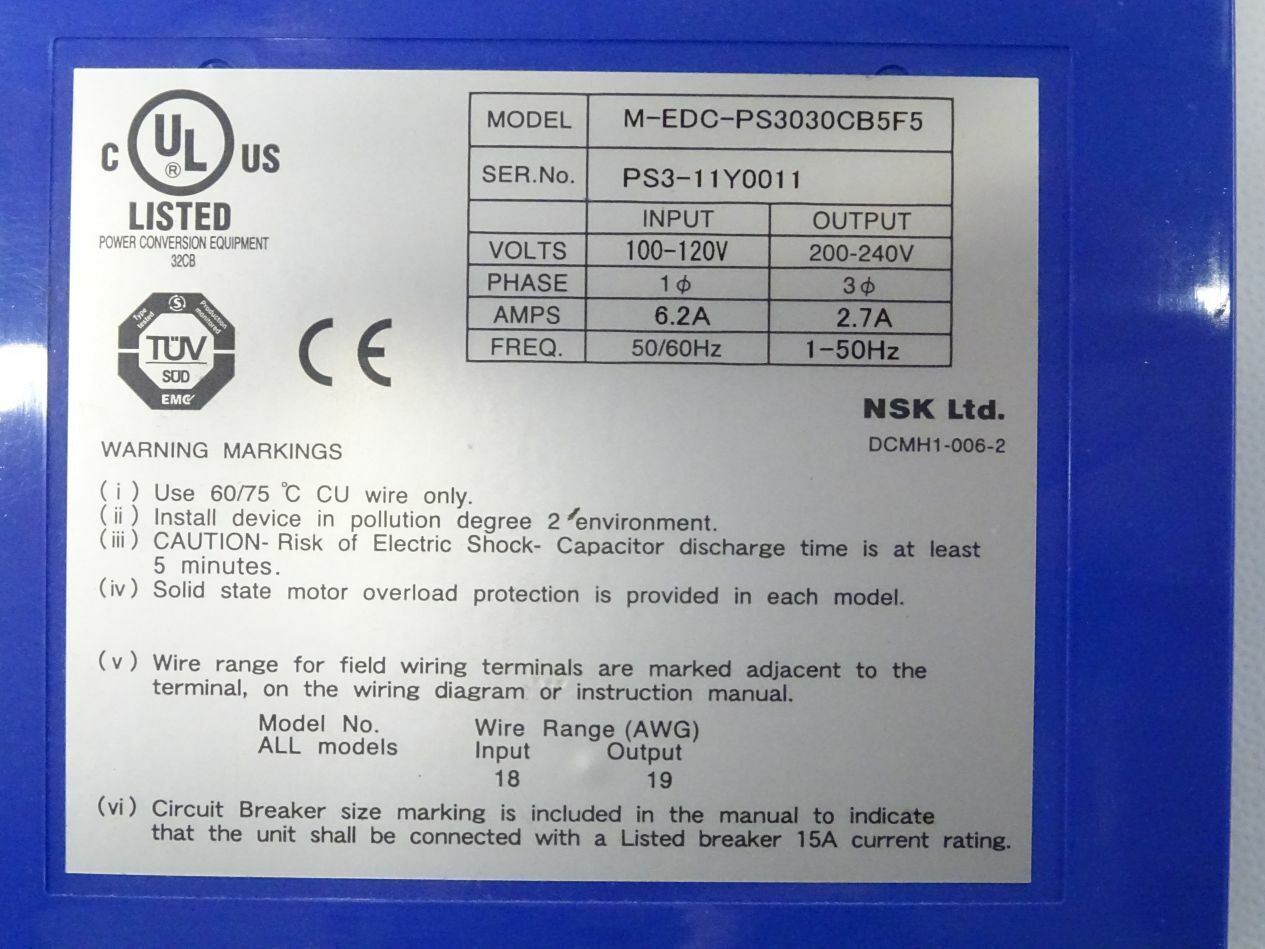 C UL ® US
LISTED
POWER CONVERSION EQUIPMENT
32CB
Type tested S Production monitored
TÜV
SÜD
EMC
CE
MODEL M-EDC-PS3030CB5F5
SER.No. PS3-11Y0011
INPUT OUTPUT
VOLTS 100-120V 200-240V
PHASE 1ϕ 3ϕ
AMPS 6.2A 2.7A
FREQ. 50/60Hz 1-50Hz
NSK Ltd.
DCMH1-006-2
WARNING MARKINGS
(i) Use 60/75 ℃ CU wire only.
(ii) Install device in pollution degree 2 environment.
(iii) CAUTION- Risk of Electric Shock- Capacitor discharge time is at least
5 minutes.
(iv) Solid state motor overload protection is provided in each model.
(v) Wire range for field wiring terminals are marked adjacent to the
terminal, on the wiring diagram or instruction manual.
Model No. Wire Range (AWG)
ALL models Input Output
18 19
(vi) Circuit Breaker size marking is included in the manual to indicate
that the unit shall be connected with a Listed breaker 15A current rating.